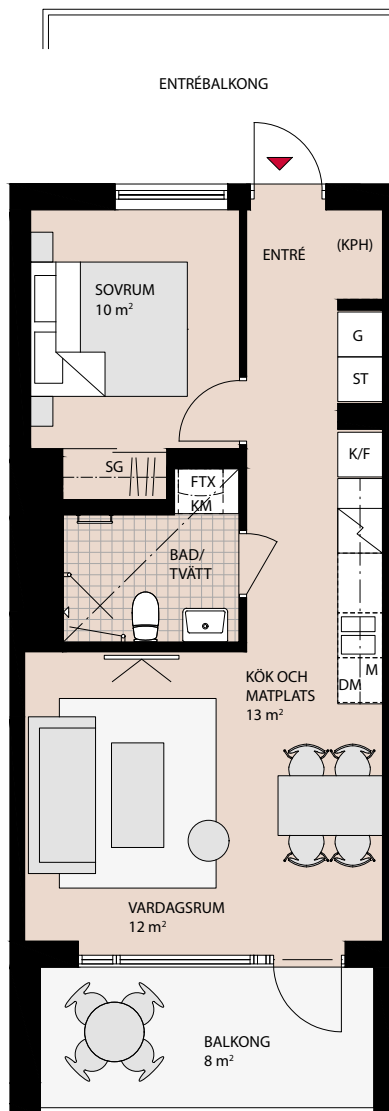 ENTRÉBALKONG
ENTRÉ
(KPH)
SOVRUM
10 m²
G
ST
K/F
SG
FTX
KM
BAD/
TVÄTT
M
DM
KÖK OCH
MATPLATS
13 m²
VARDAGSRUM
12 m²
BALKONG
8 m²